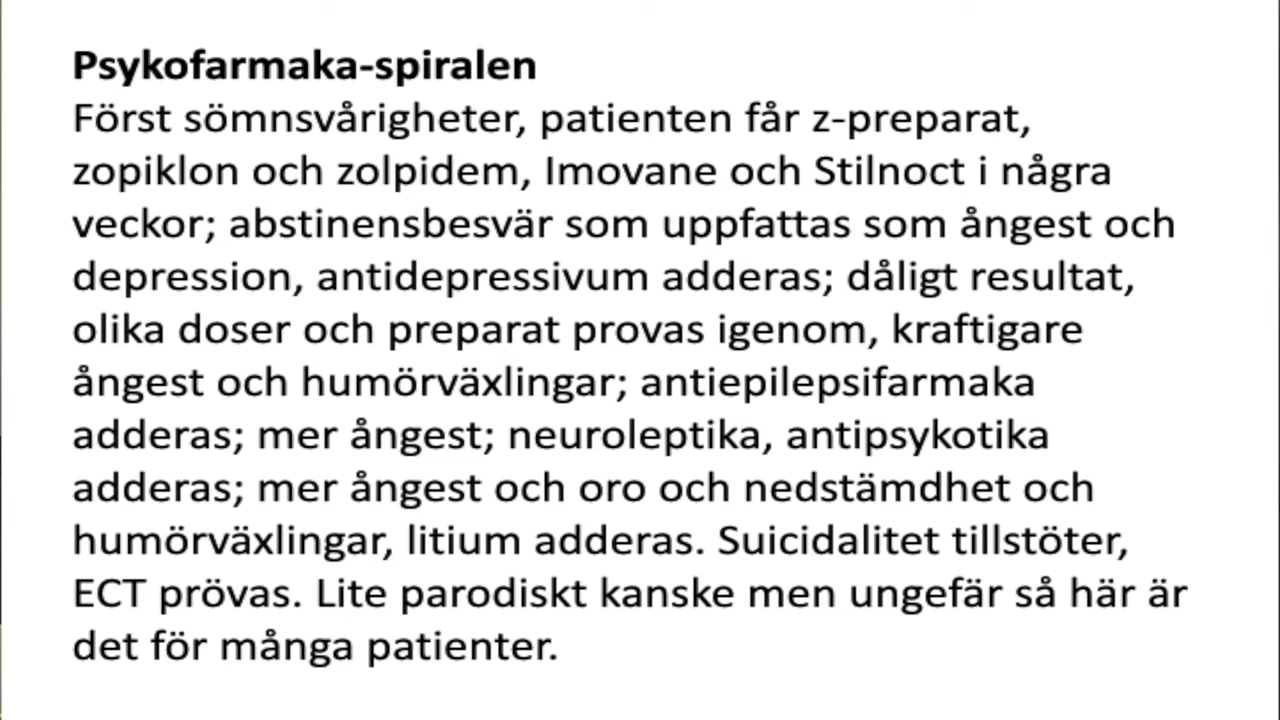 Psykofarmaka-spiralen
Först sömnsvårigheter, patienten får z-preparat,
zopiklon och zolpidem, Imovane och Stilnoct i några
veckor; abstinensbesvär som uppfattas som ångest och
depression, antidepressivum adderas; dåligt resultat,
olika doser och preparat provas igenom, kraftigare
ångest och humörväxlingar; antiepilepsifarmaka
adderas; mer ångest; neuroleptika, antipsykotika
adderas; mer ångest och oro och nedstämdhet och
humörväxlingar, litium adderas. Suicidalitet tillstöter,
ECT prövas. Lite parodiskt kanske men ungefär så här är
det för många patienter.